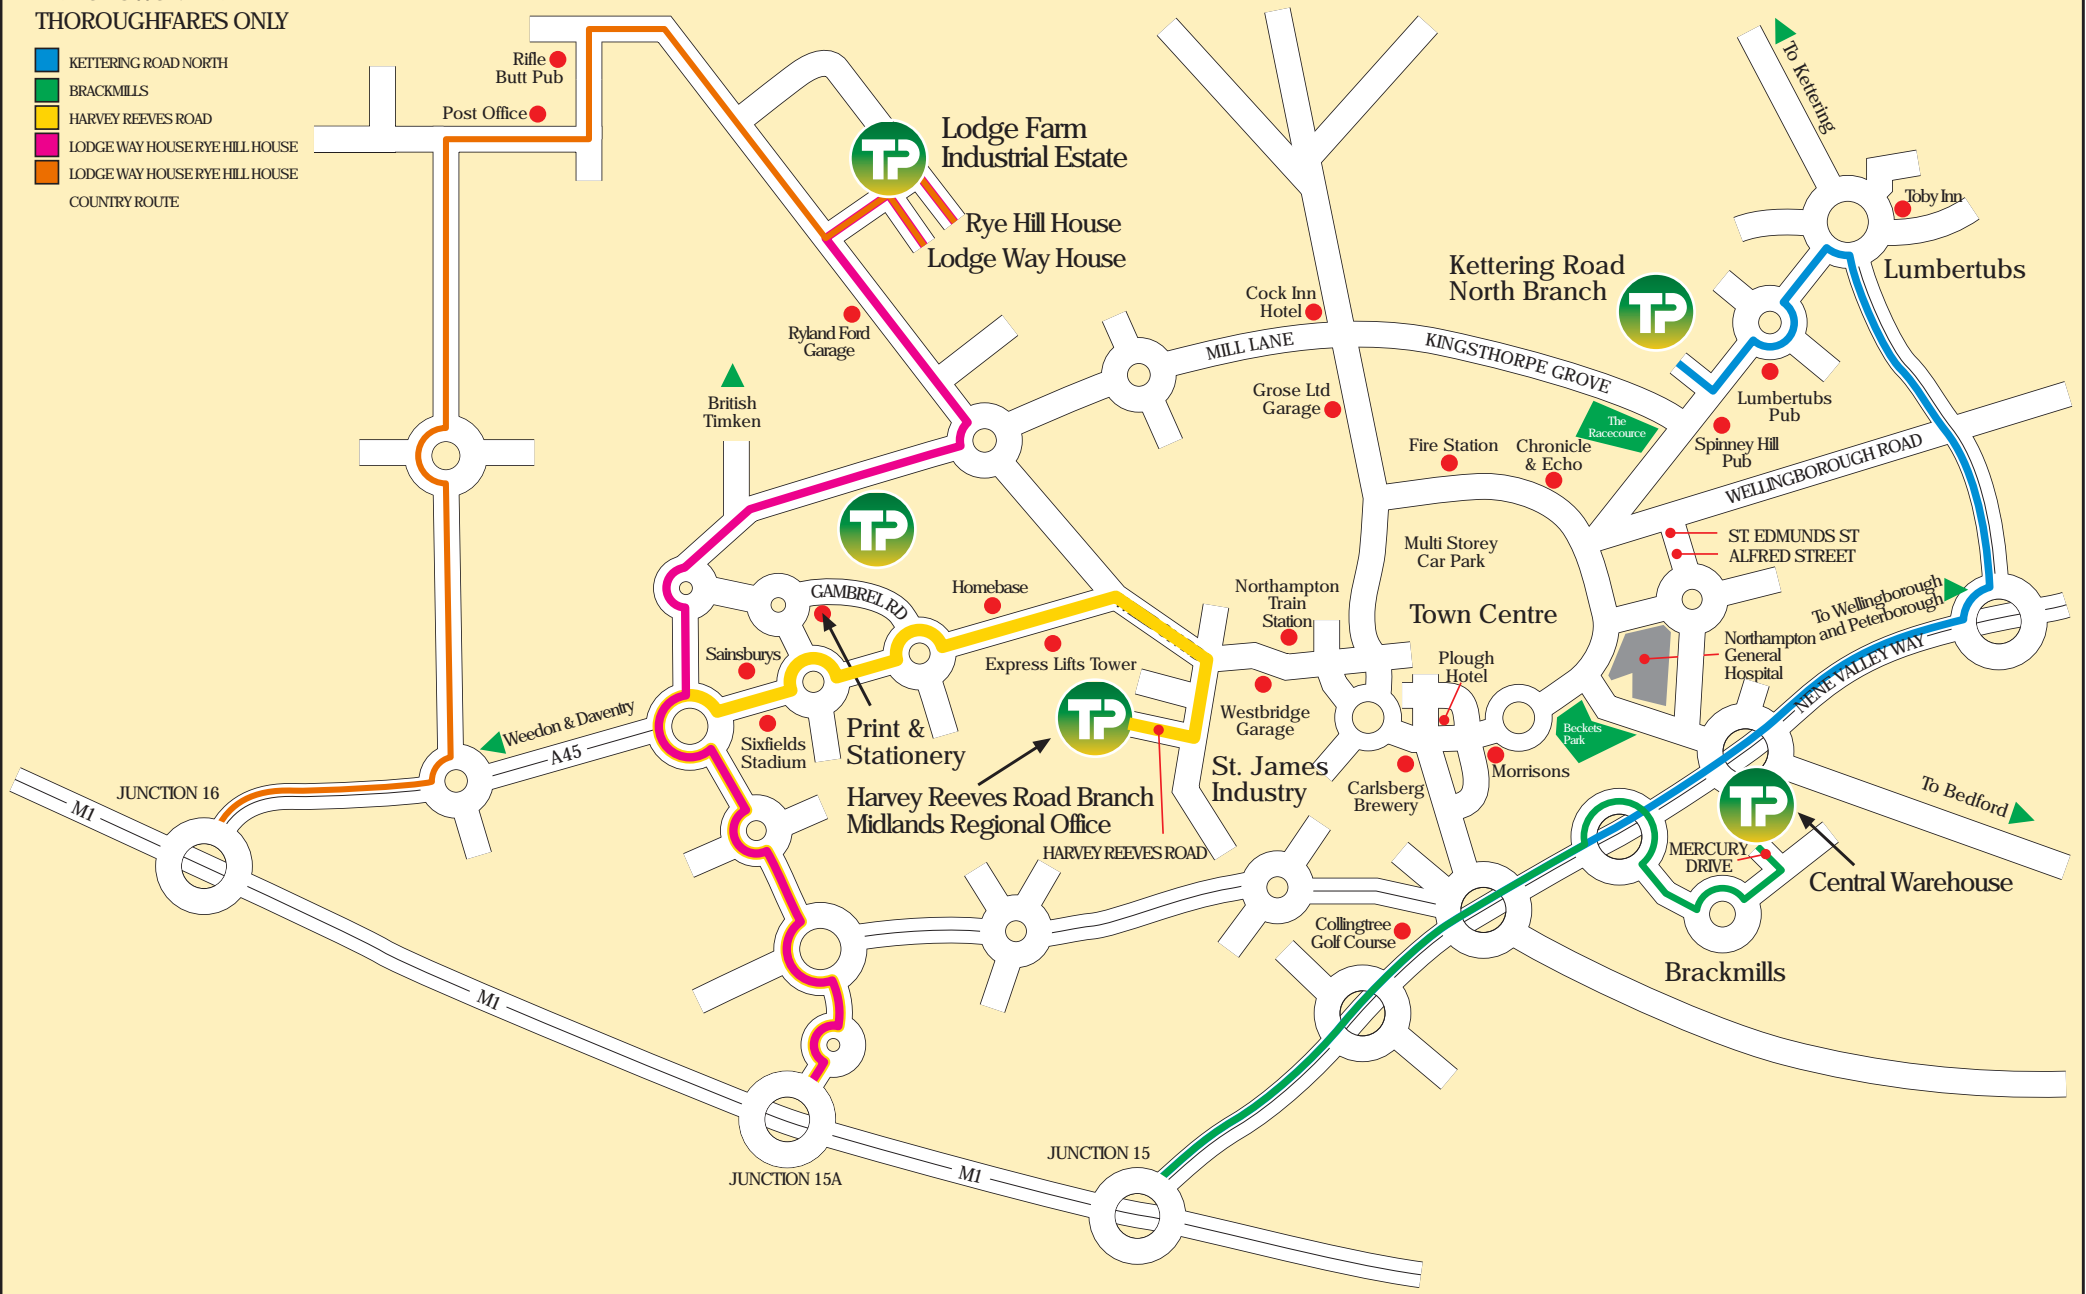 THOROUGHFARES ONLY
KETTERING ROAD NORTH
BRACKMILLS
HARVEY REEVES ROAD
LODGE WAY HOUSE RYE HILL HOUSE
LODGE WAY HOUSE RYE HILL HOUSE
COUNTRY ROUTE
Rifle
Butt Pub
Post Office
TP
Lodge Farm
Industrial Estate
Rye Hill House
Lodge Way House
Ryland Ford
Garage
British
Timken
TP
To Kettering
Toby Inn
Lumbertubs
Kettering Road
North Branch
TP
Cock Inn
Hotel
MILL LANE
KINGSTHORPE GROVE
Grose Ltd
Garage
The
Racecource
Lumbertubs
Pub
Spinney Hill
Pub
Fire Station
Chronicle
& Echo
WELLINGBOROUGH ROAD
ST. EDMUNDS ST
ALFRED STREET
Multi Storey
Car Park
Town Centre
To Wellingborough
and Peterborough
Northampton
General
Hospital
NENE VALLEY WAY
GAMBREL RD
Homebase
Northampton
Train
Station
Sainsburys
Express Lifts Tower
Plough
Hotel
Weedon & Daventry
A45
Sixfields
Stadium
Print &
Stationery
TP
Westbridge
Garage
Beckets
Park
Morrisons
St. James
Industry
Carlsberg
Brewery
Harvey Reeves Road Branch
Midlands Regional Office
HARVEY REEVES ROAD
TP
To Bedford
MERCURY
DRIVE
Central Warehouse
Brackmills
JUNCTION 16
M1
Collingtree
Golf Course
M1
JUNCTION 15A
M1
JUNCTION 15